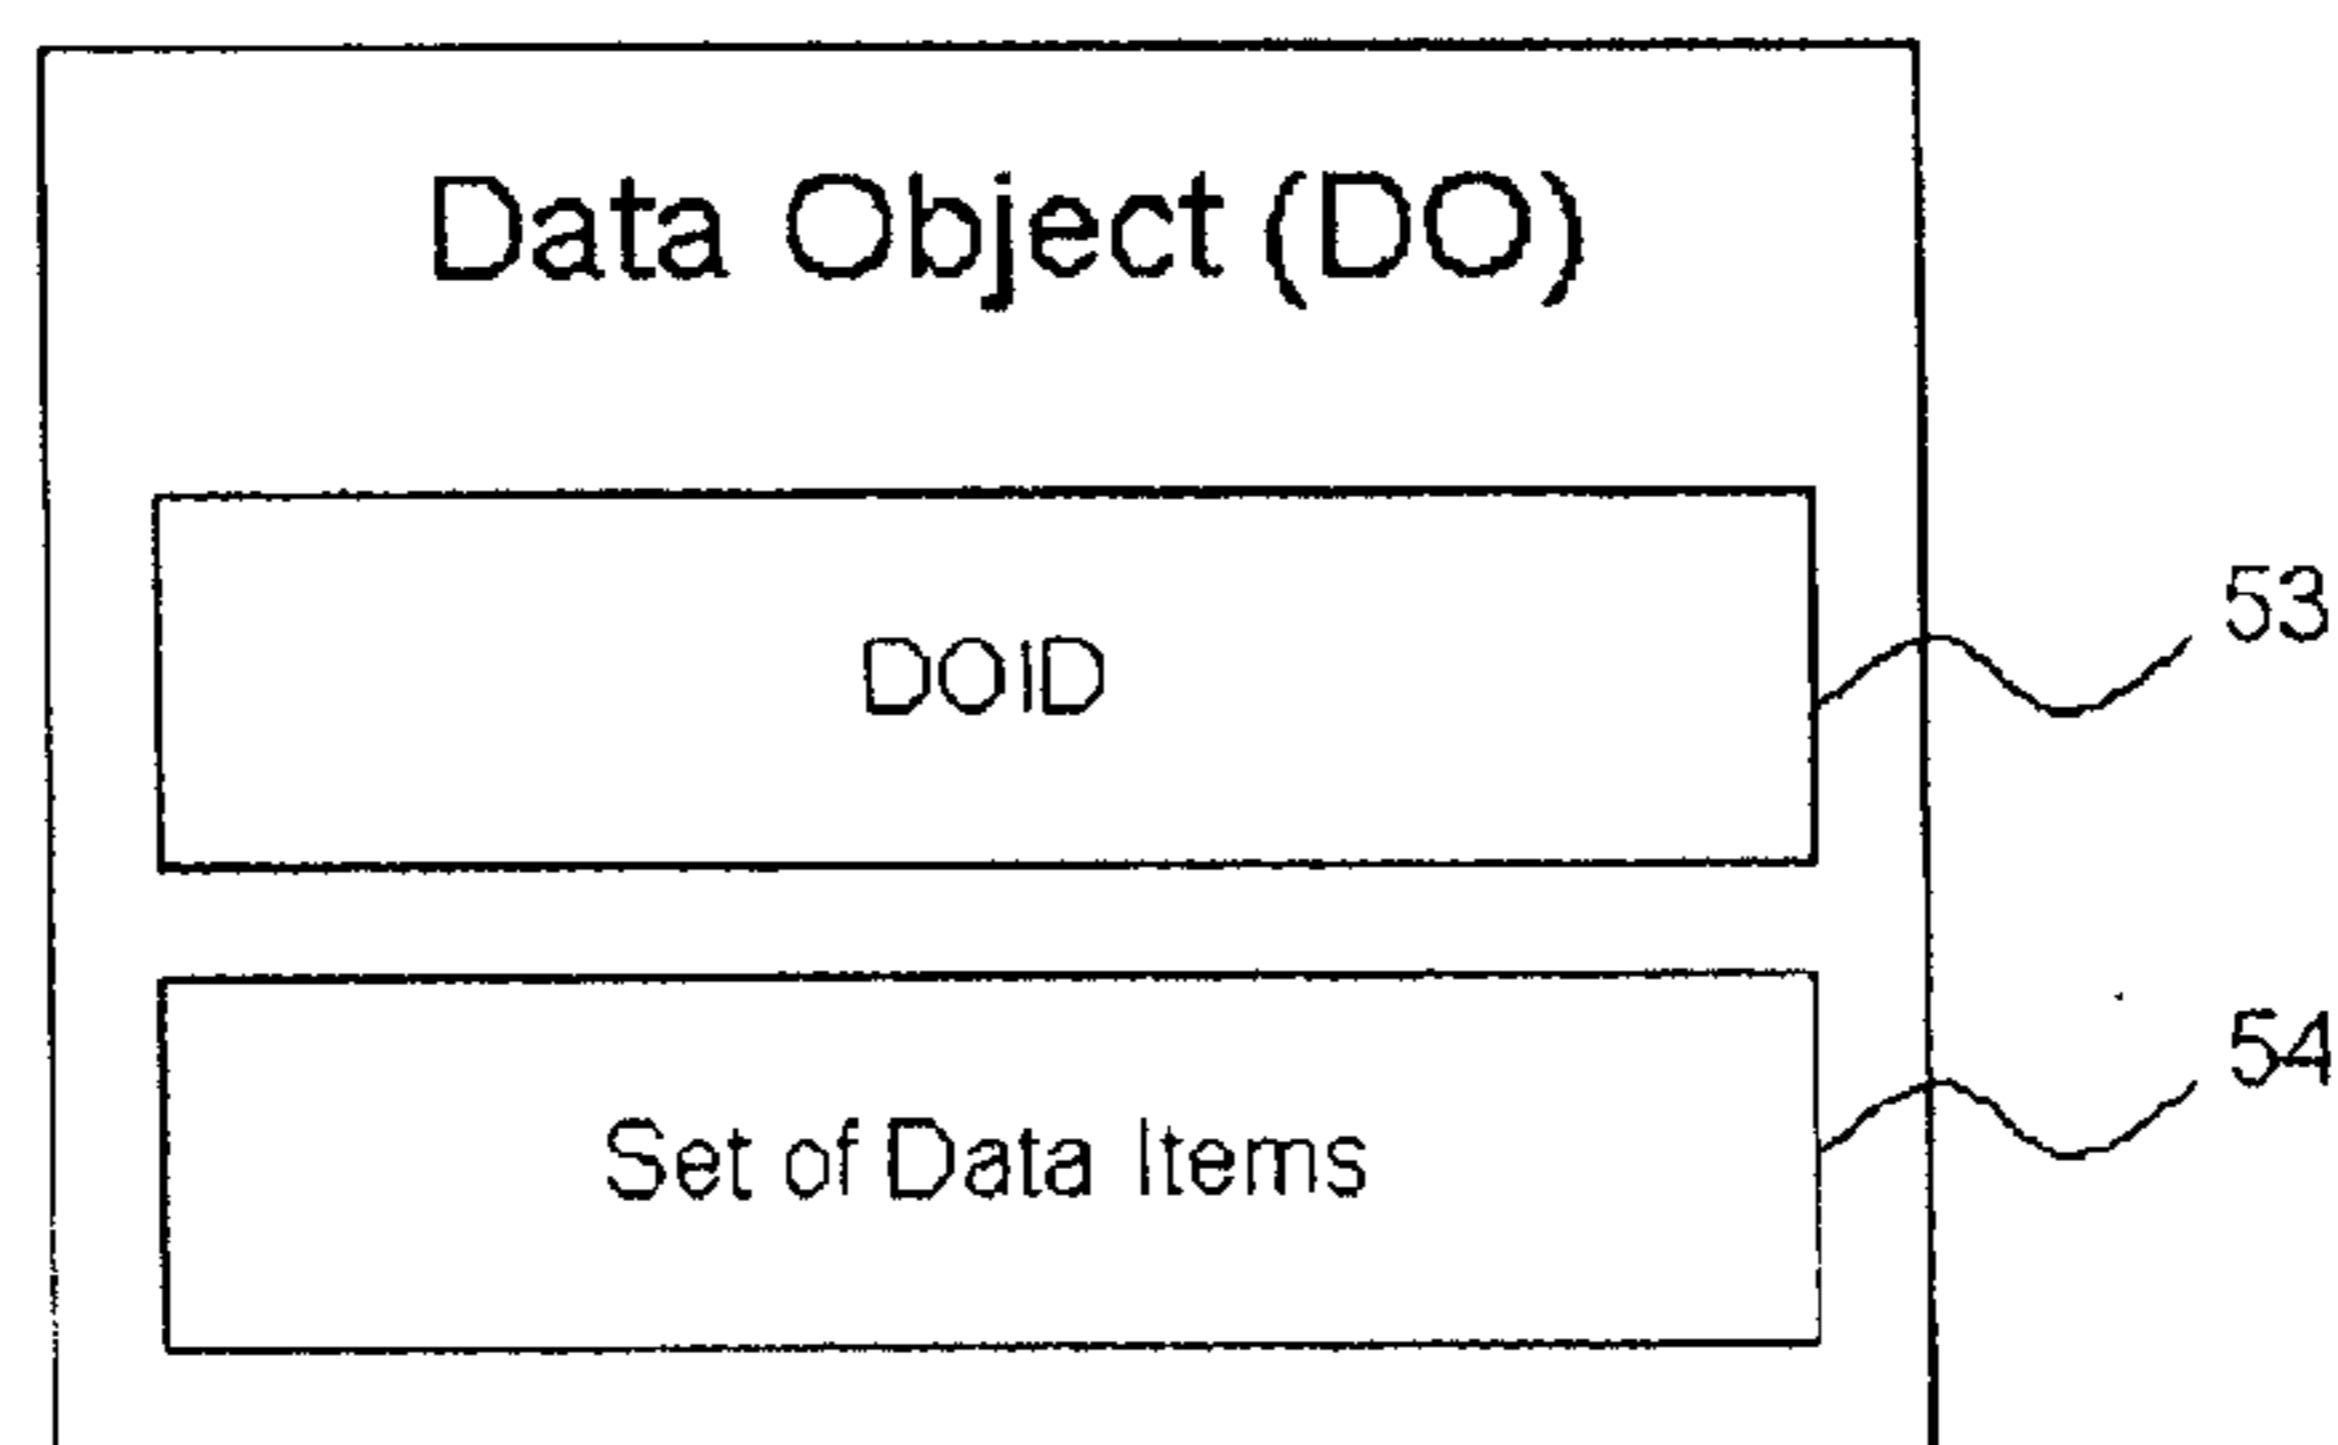 Data Object (DO)
DOID
53
Set of Data Items
54